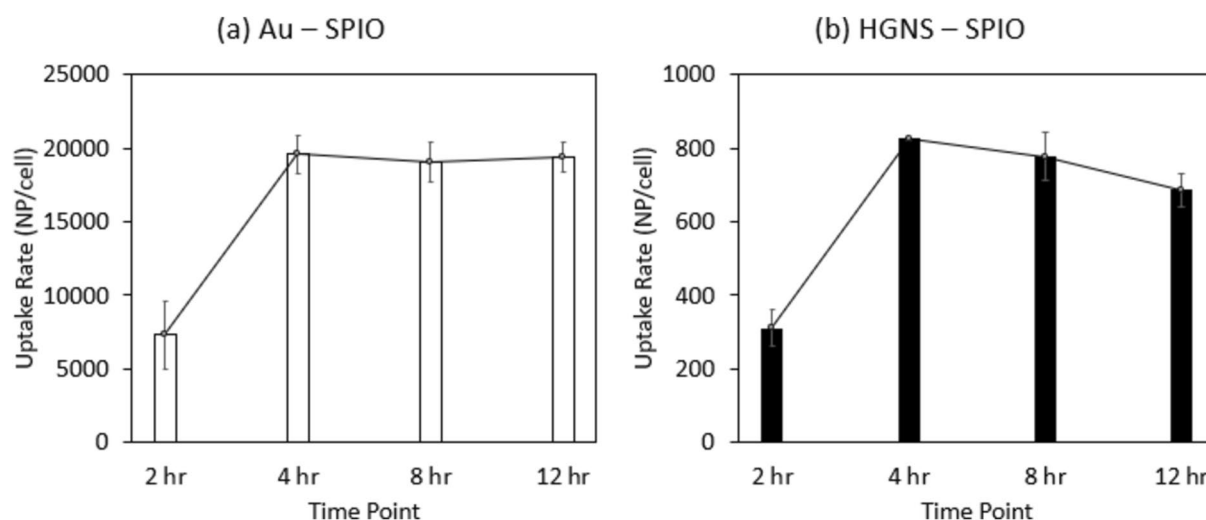 (a) Au – SPIO
25000
20000
15000
10000
5000
0
Uptake Rate (NP/cell)
2 hr
4 hr
8 hr
12 hr
Time Point
(b) HGNS – SPIO
1000
800
600
400
200
0
Uptake Rate (NP/cell)
2 hr
4 hr
8 hr
12 hr
Time Point